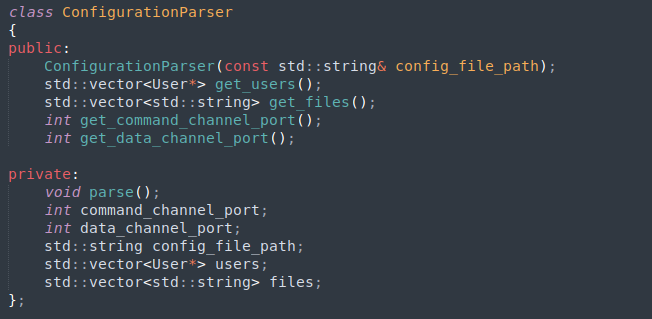 class ConfigurationParser
{
public:
    ConfigurationParser(const std::string& config_file_path);
    std::vector<User*> get_users();
    std::vector<std::string> get_files();
    int get_command_channel_port();
    int get_data_channel_port();

private:
    void parse();
    int command_channel_port;
    int data_channel_port;
    std::string config_file_path;
    std::vector<User*> users;
    std::vector<std::string> files;
};